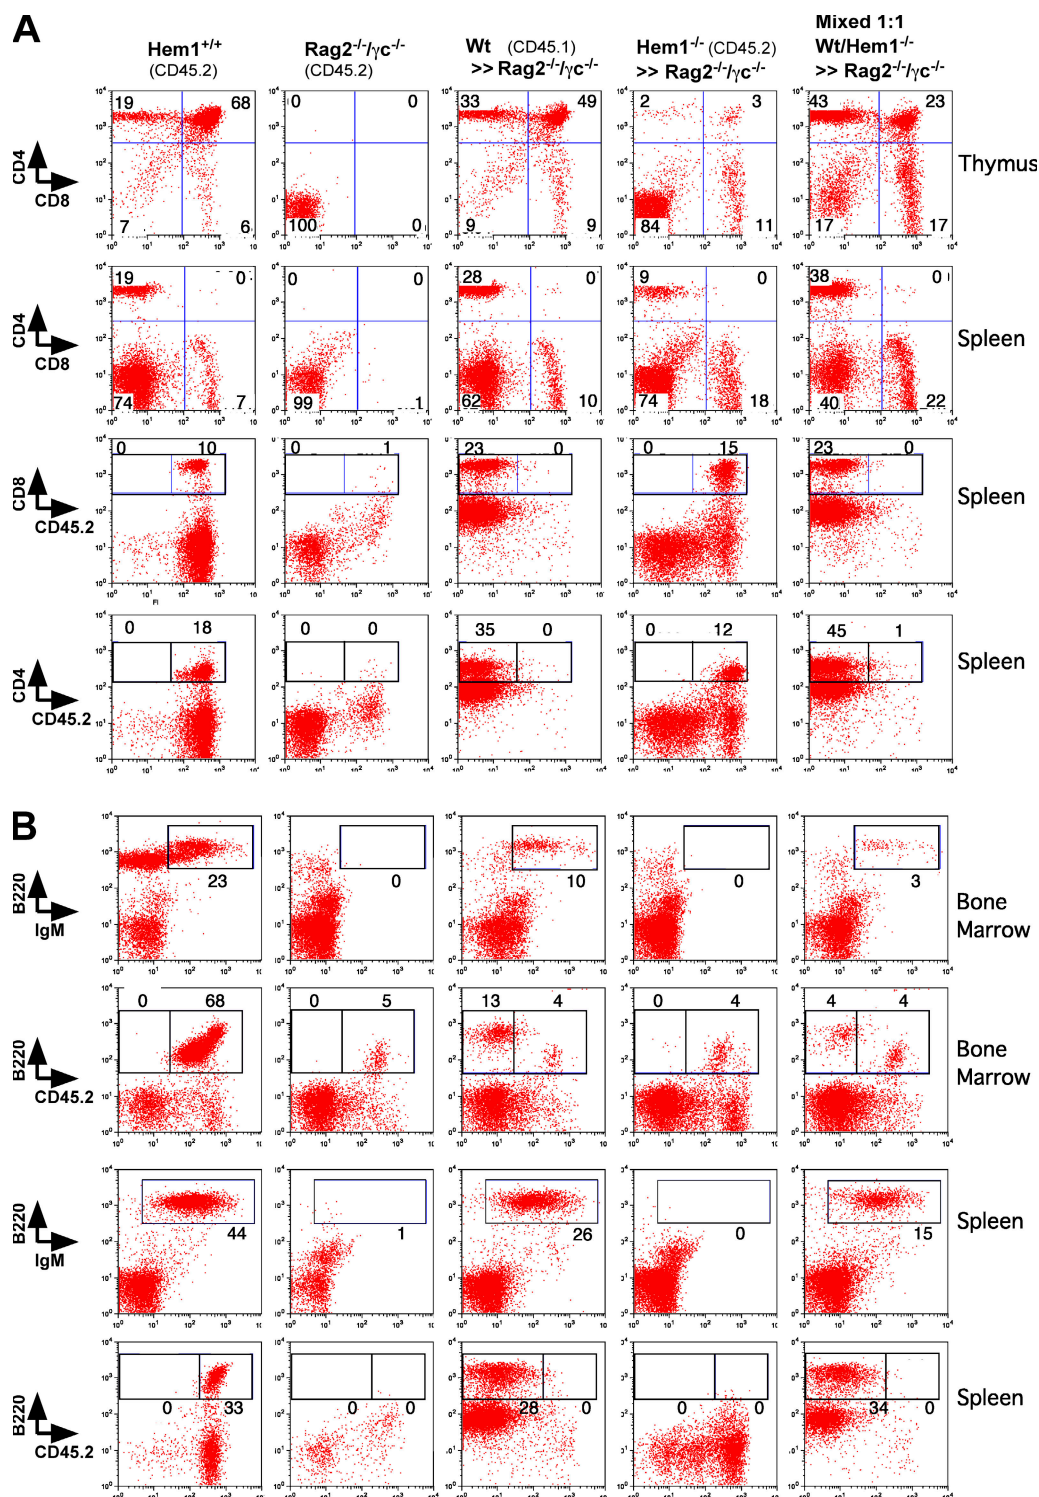 A
Hem1+/+
(CD45.2)
Rag2-/-/γc-/-
(CD45.2)
Wt (CD45.1)
>> Rag2-/-/γc-/-
Hem1-/- (CD45.2)
>> Rag2-/-/γc-/-
Mixed 1:1
Wt/Hem1-/-
>> Rag2-/-/γc-/-
CD4
CD8
19 68 7 6
0 0 100 0
33 49 9 9
2 3 84 11
43 23 17 17
Thymus
CD4
CD8
19 0 74 7
0 0 99 1
28 0 62 10
9 0 74 18
38 0 40 22
Spleen
CD8
CD45.2
0 10
0 1
23 0
0 15
23 0
Spleen
CD4
CD45.2
0 18
0 0
35 0
0 12
45 1
Spleen
B
B220
IgM
23
0
10
0
3
Bone
Marrow
B220
CD45.2
0 68
0 5
13 4
0 4
4 4
Bone
Marrow
B220
IgM
44
1
26
0
15
Spleen
B220
CD45.2
0 33
0 0
28 0
0 0
34 0
Spleen